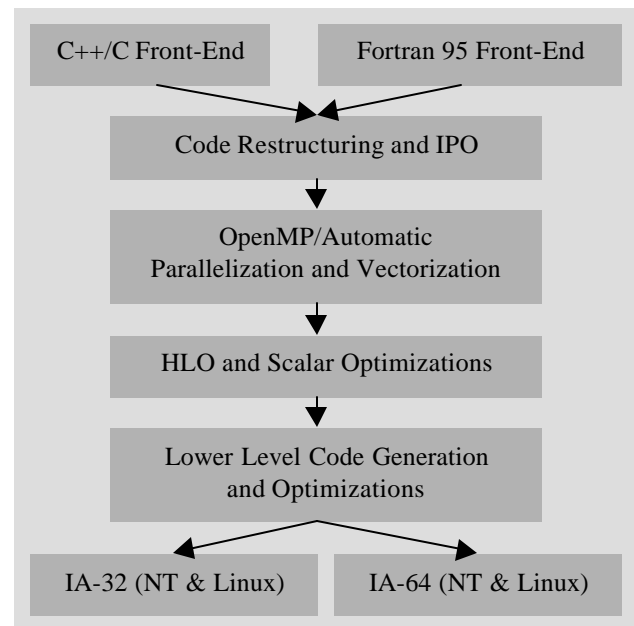 C++/C Front-End
Fortran 95 Front-End
Code Restructuring and IPO
OpenMP/Automatic
Parallelization and Vectorization
HLO and Scalar Optimizations
Lower Level Code Generation
and Optimizations
IA-32 (NT & Linux)
IA-64 (NT & Linux)